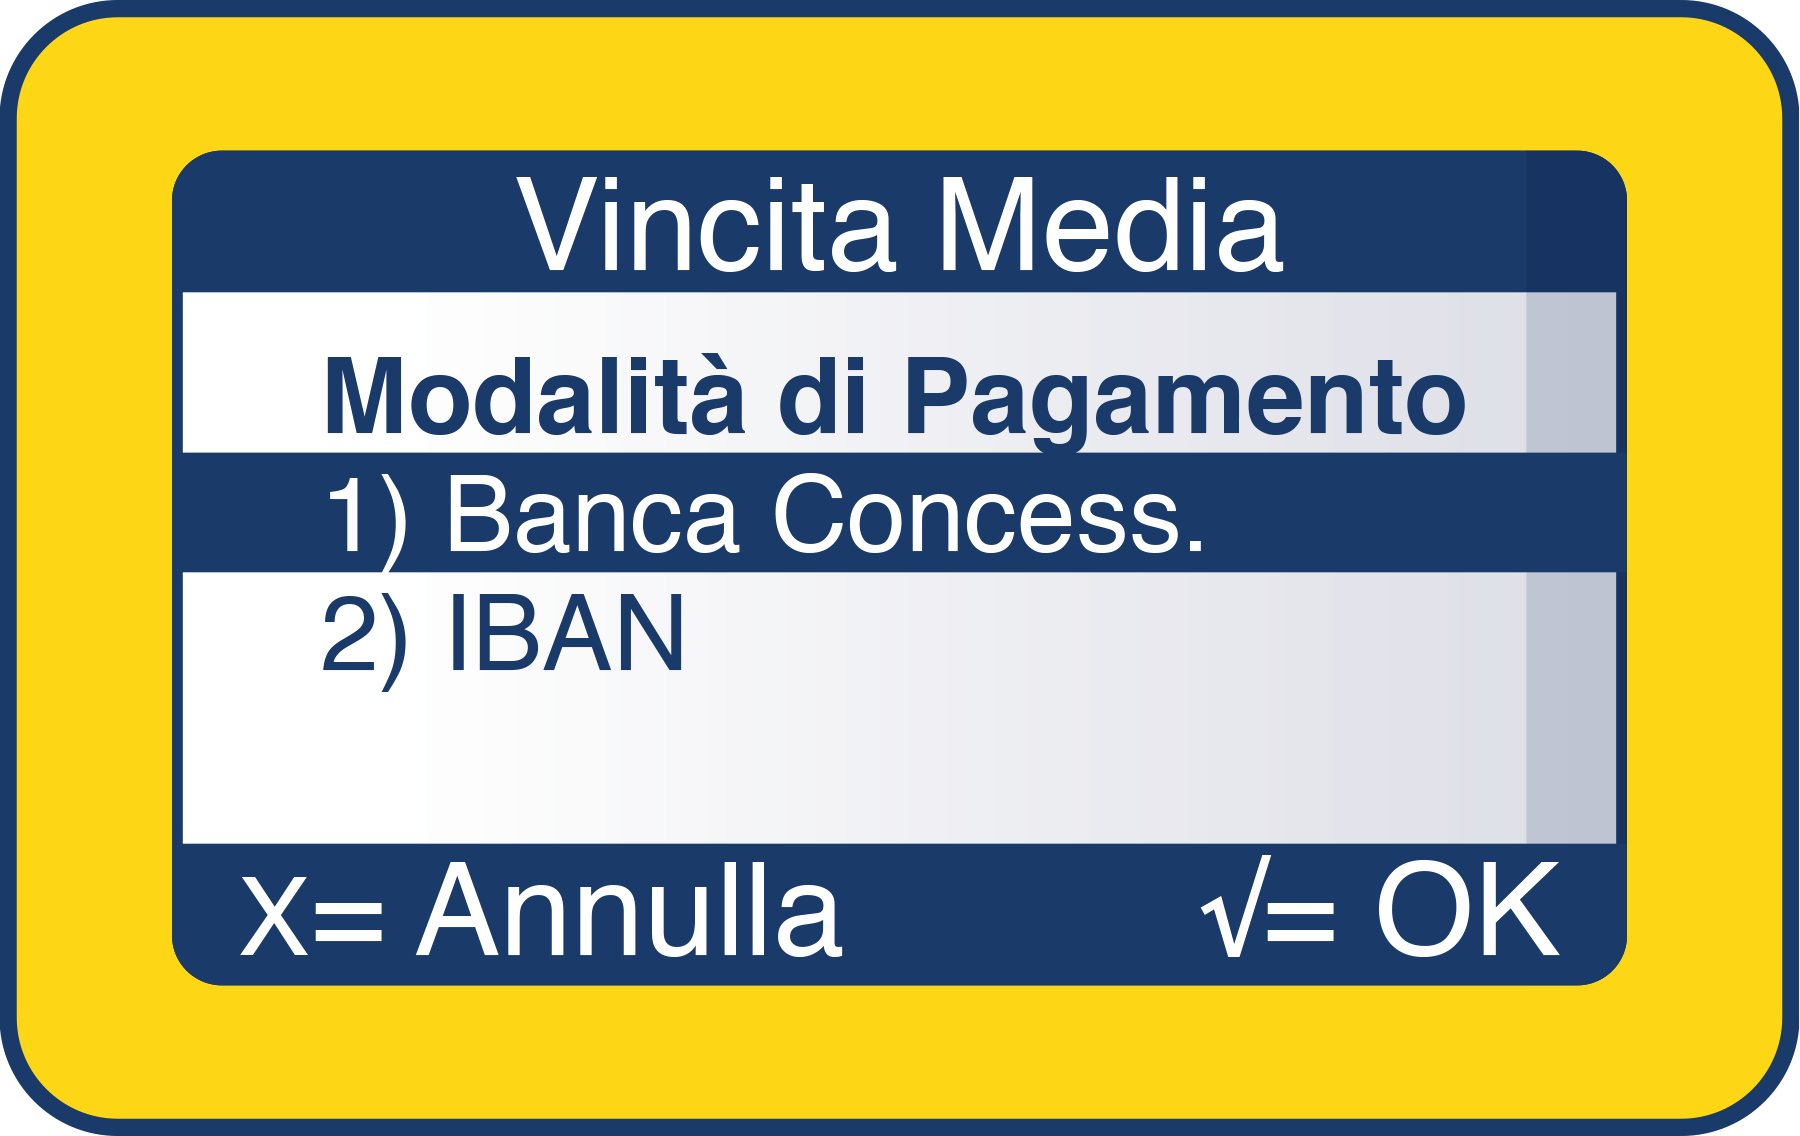 Vincita Media
Modalità di Pagamento
1) Banca Concess.
2) IBAN
x= Annulla √= OK